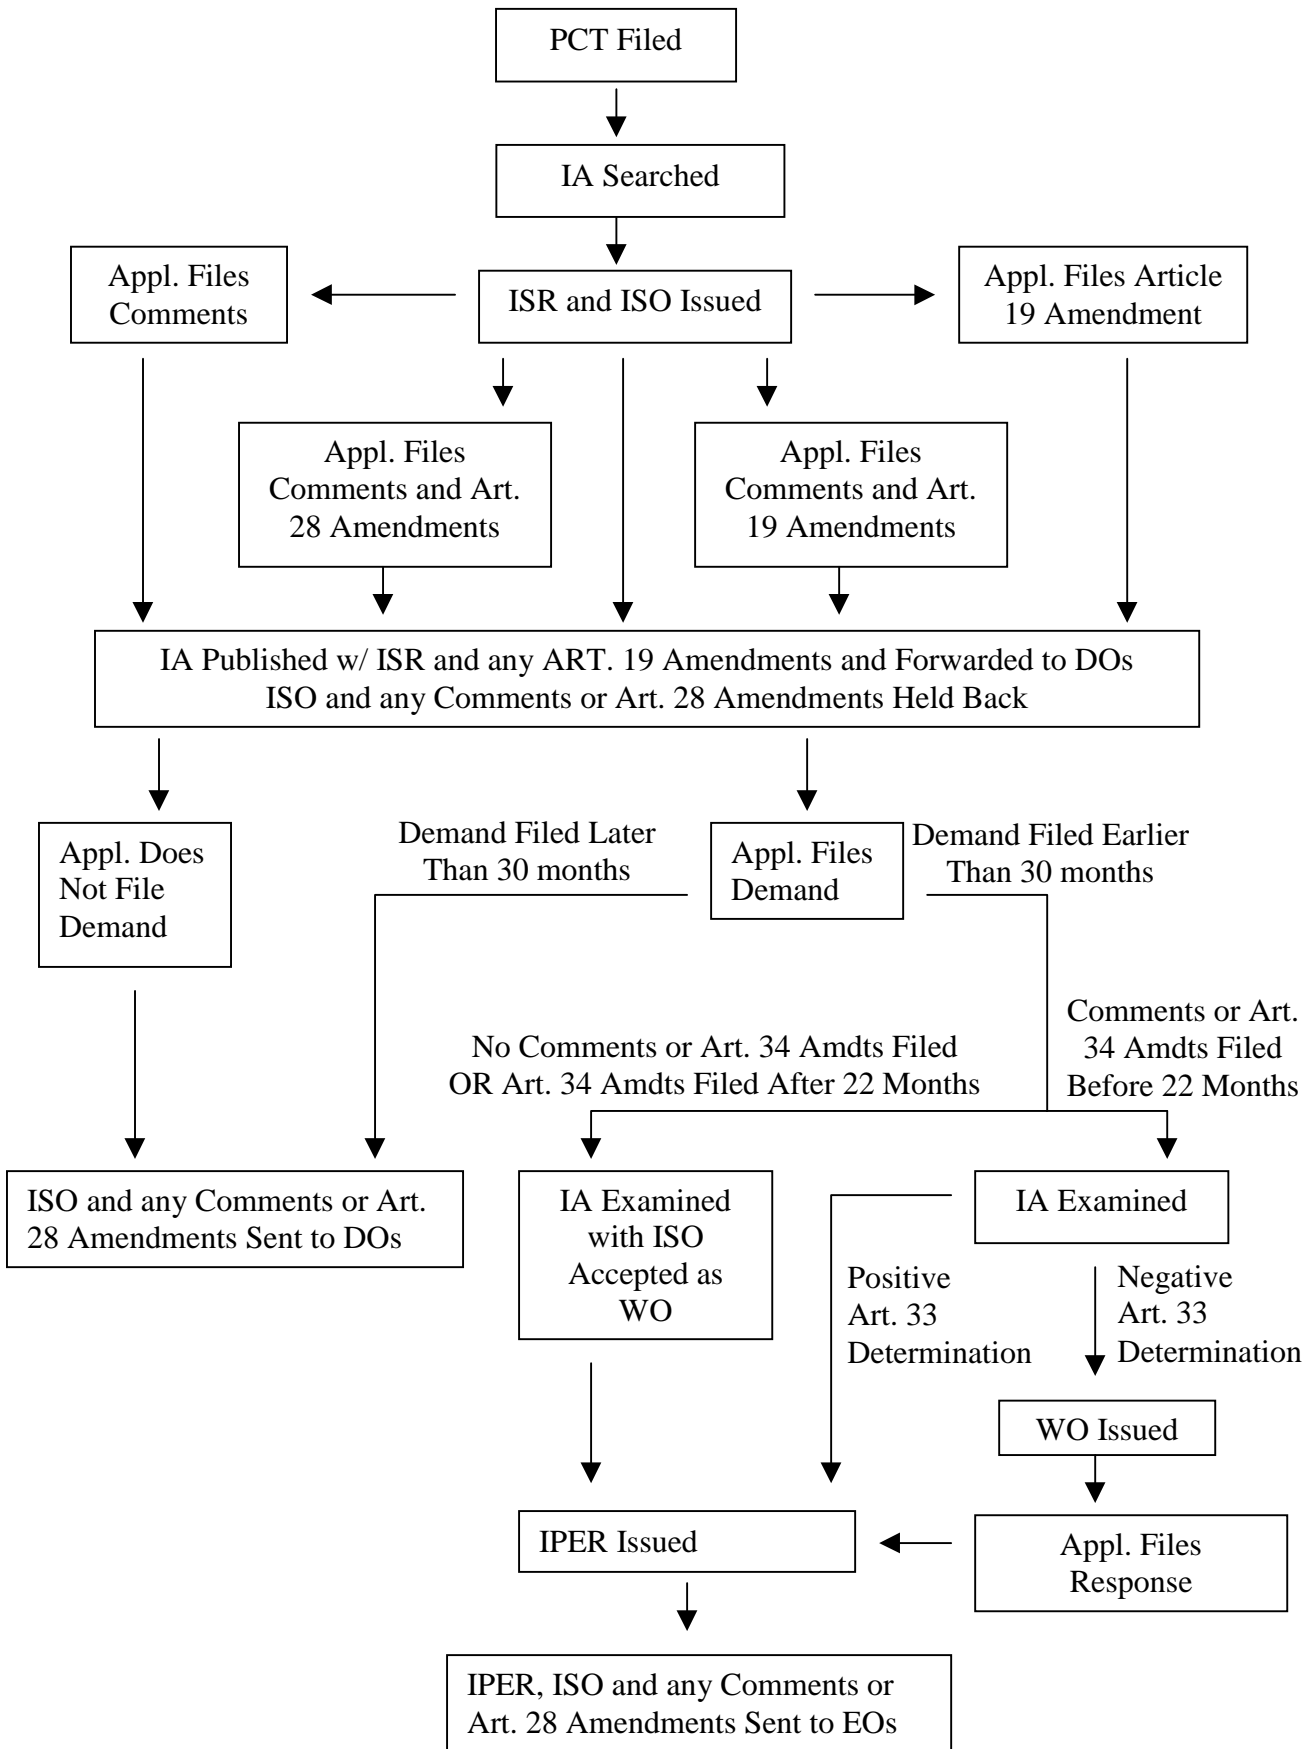 PCT Filed
IA Searched
Appl. Files
Comments
ISR and ISO Issued
Appl. Files Article
19 Amendment
Appl. Files
Comments and Art.
28 Amendments
Appl. Files
Comments and Art.
19 Amendments
IA Published w/ ISR and any ART. 19 Amendments and Forwarded to DOs
ISO and any Comments or Art. 28 Amendments Held Back
Appl. Does
Not File
Demand
Demand Filed Later
Than 30 months
Appl. Files
Demand
Demand Filed Earlier
Than 30 months
No Comments or Art. 34 Amdts Filed
OR Art. 34 Amdts Filed After 22 Months
Comments or Art.
34 Amdts Filed
Before 22 Months
ISO and any Comments or Art.
28 Amendments Sent to DOs
IA Examined
with ISO
Accepted as
WO
IA Examined
Positive
Art. 33
Determination
Negative
Art. 33
Determination
WO Issued
IPER Issued
Appl. Files
Response
IPER, ISO and any Comments or
Art. 28 Amendments Sent to EOs